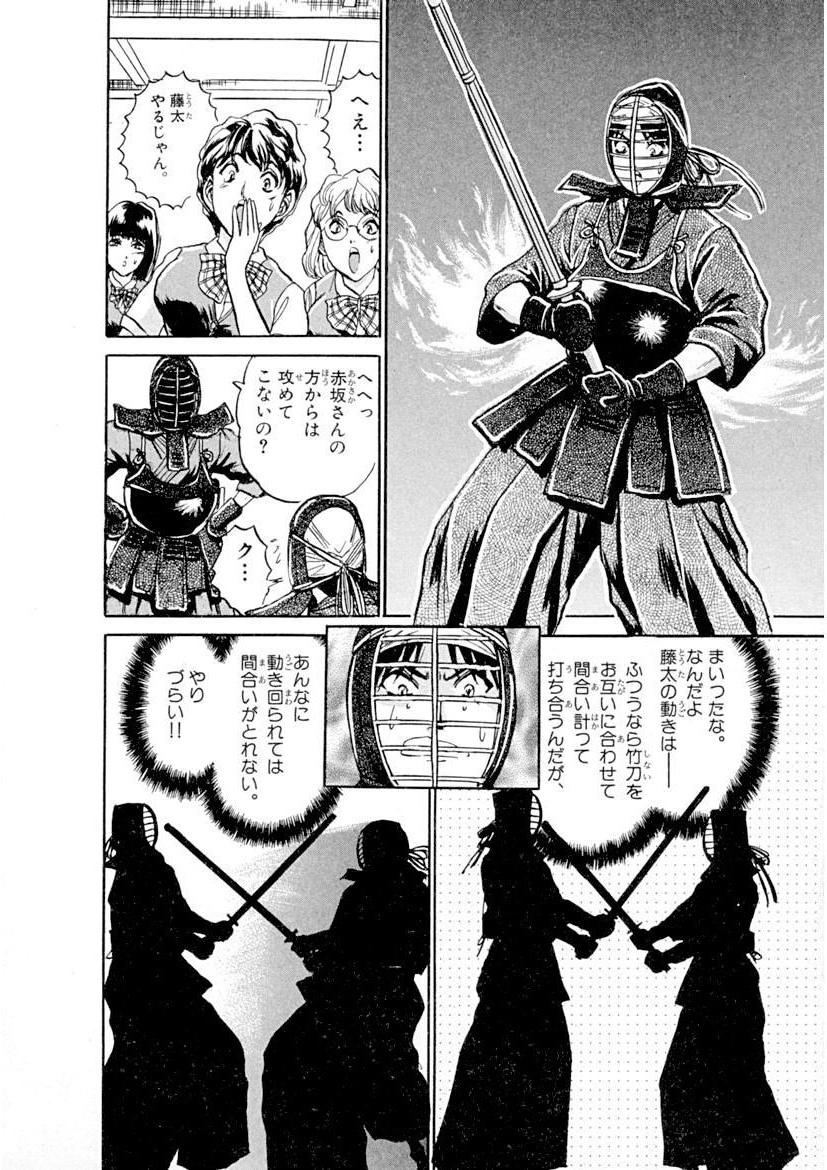 へえ…
藤太
やるじゃん。
へへっ
赤坂さんの
方からは
攻めて
こないの?
ク…
まいったな。
なんだよ
藤太の動きは──
ふつうなら竹刀を
お互いに合わせて
間合い計って
打ち合うんだが、
あんなに
動き回られては
間合いがとれない。
やり
づらい!!